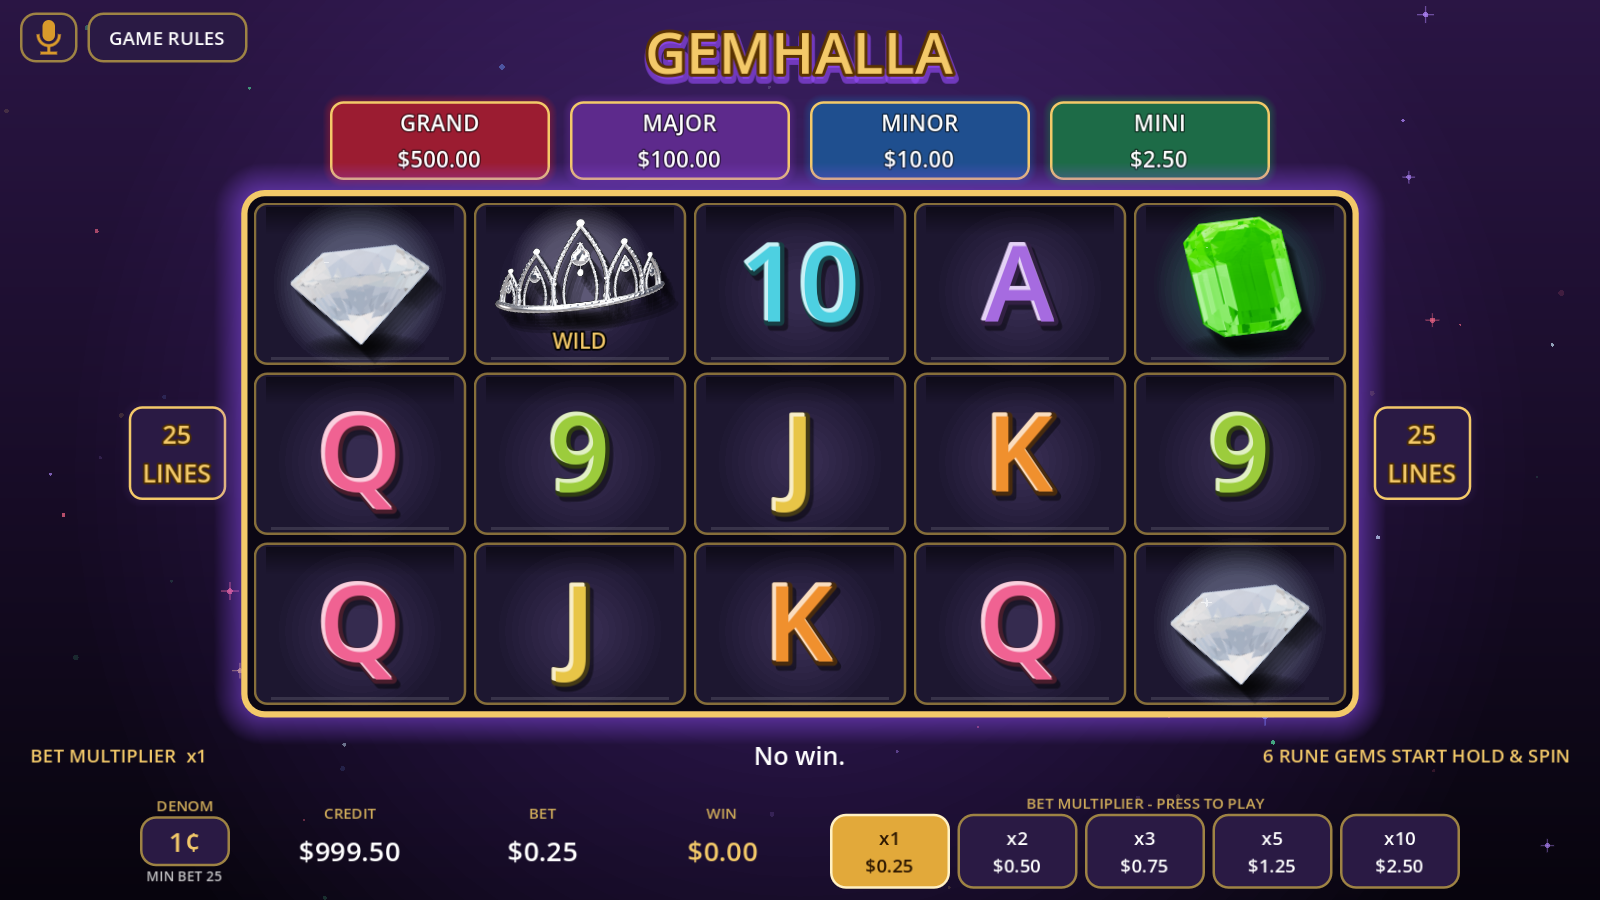 GAME RULES
GEMHALLA
GRAND
$500.00
MAJOR
$100.00
MINOR
$10.00
MINI
$2.50
WILD
10
A
25
LINES
Q
9
J
K
9
25
LINES
Q
J
K
Q
BET MULTIPLIER x1
No win.
6 RUNE GEMS START HOLD & SPIN
DENOM
1¢
MIN BET 25
CREDIT
$999.50
BET
$0.25
WIN
$0.00
BET MULTIPLIER - PRESS TO PLAY
x1
$0.25
x2
$0.50
x3
$0.75
x5
$1.25
x10
$2.50